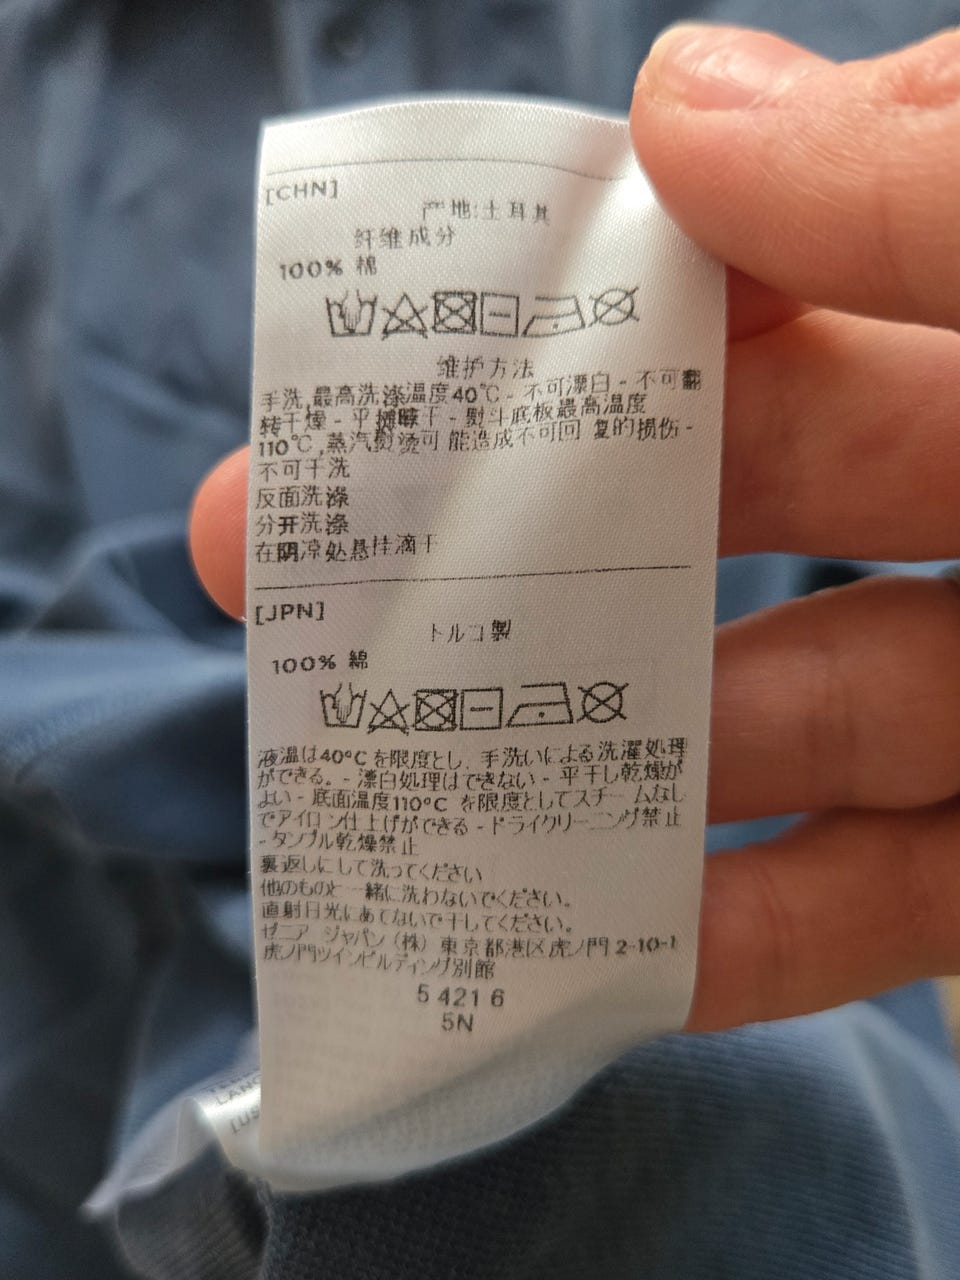 [CHN]
产地:土耳其
纤维成分
100% 棉
维护方法
手洗,最高洗涤温度40°C - 不可漂白 - 不可翻
转干燥 - 平摊晾干 - 熨斗底板最高温度
110°C,蒸汽熨烫可能造成不可回复的损伤 -
不可干洗
反面洗涤
分开洗涤
在阴凉处悬挂滴干
[JPN]
トルコ製
100% 綿
液温は40°Cを限度とし、手洗いによる洗濯処理
ができる。- 漂白処理はできない - 平干し乾燥が
よい - 底面温度110°C を限度としてスチームなし
でアイロン仕上げができる - ドライクリーニング禁止
- タンブル乾燥禁止
裏返しにして洗ってください
他のものと一緒に洗わないでください。
直射日光にあてないで干してください。
ゼニア ジャパン (株) 東京都港区虎ノ門 2-10-1
虎ノ門ツインビルディング別館
54216
5N